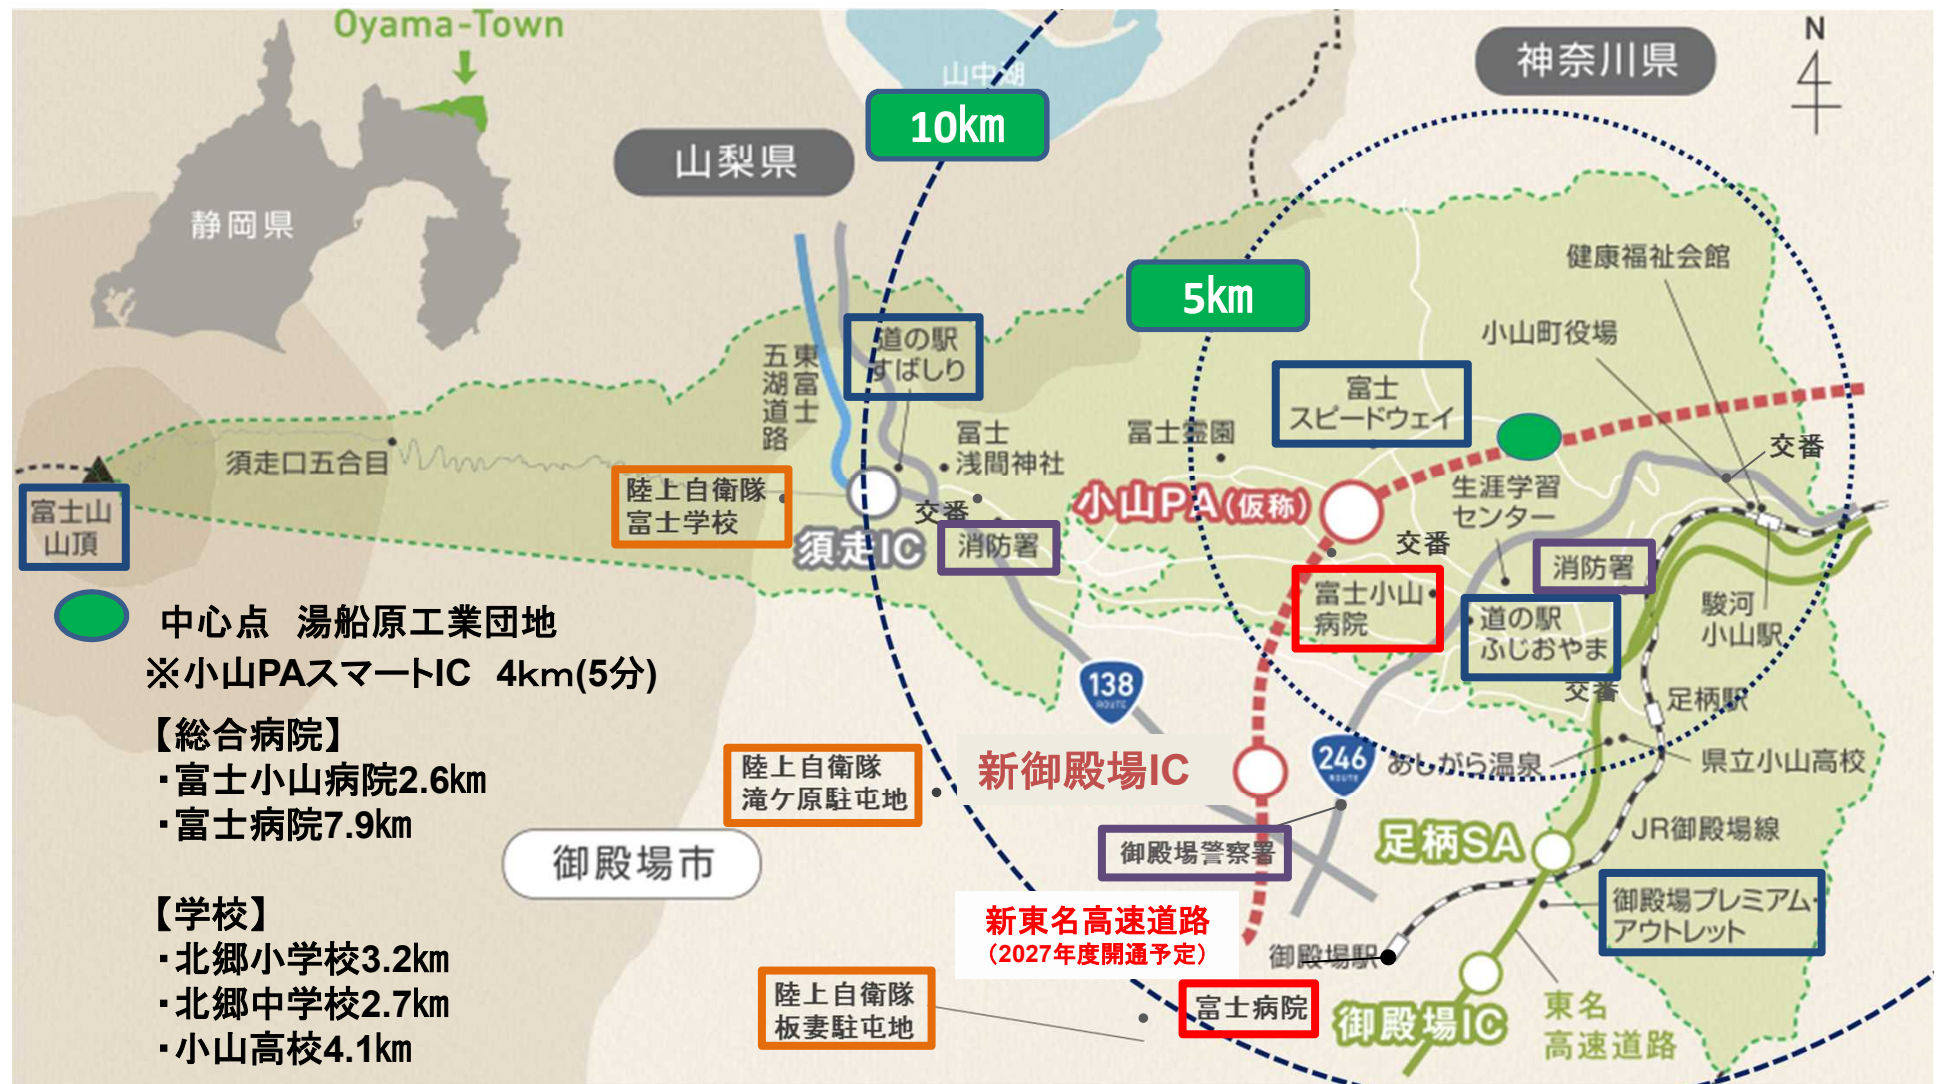 Oyama-Town
静岡県
山梨県
山中湖
神奈川県
N
10km
5km
健康福祉会館
小山町役場
道の駅
すばしり
東富士
五湖道路
富士
スピードウェイ
冨士霊園
冨士
浅間神社
交番
須走口五合目
陸上自衛隊
富士学校
須走IC
交番
消防署
小山PA(仮称)
生涯学習
センター
交番
消防署
富士山
山頂
富士小山
病院
道の駅
ふじおやま
駿河
小山駅
交番
足柄駅
中心点 湯船原工業団地
※小山PAスマートIC 4km(5分)
【総合病院】
・富士小山病院2.6km
・富士病院7.9km
【学校】
・北郷小学校3.2km
・北郷中学校2.7km
・小山高校4.1km
138
ROUTE
246
ROUTE
新御殿場IC
あしがら温泉
県立小山高校
陸上自衛隊
滝ケ原駐屯地
御殿場市
御殿場警察署
足柄SA
JR御殿場線
新東名高速道路
（2027年度開通予定）
御殿場駅
御殿場プレミアム・
アウトレット
陸上自衛隊
板妻駐屯地
富士病院
御殿場IC
東名
高速道路